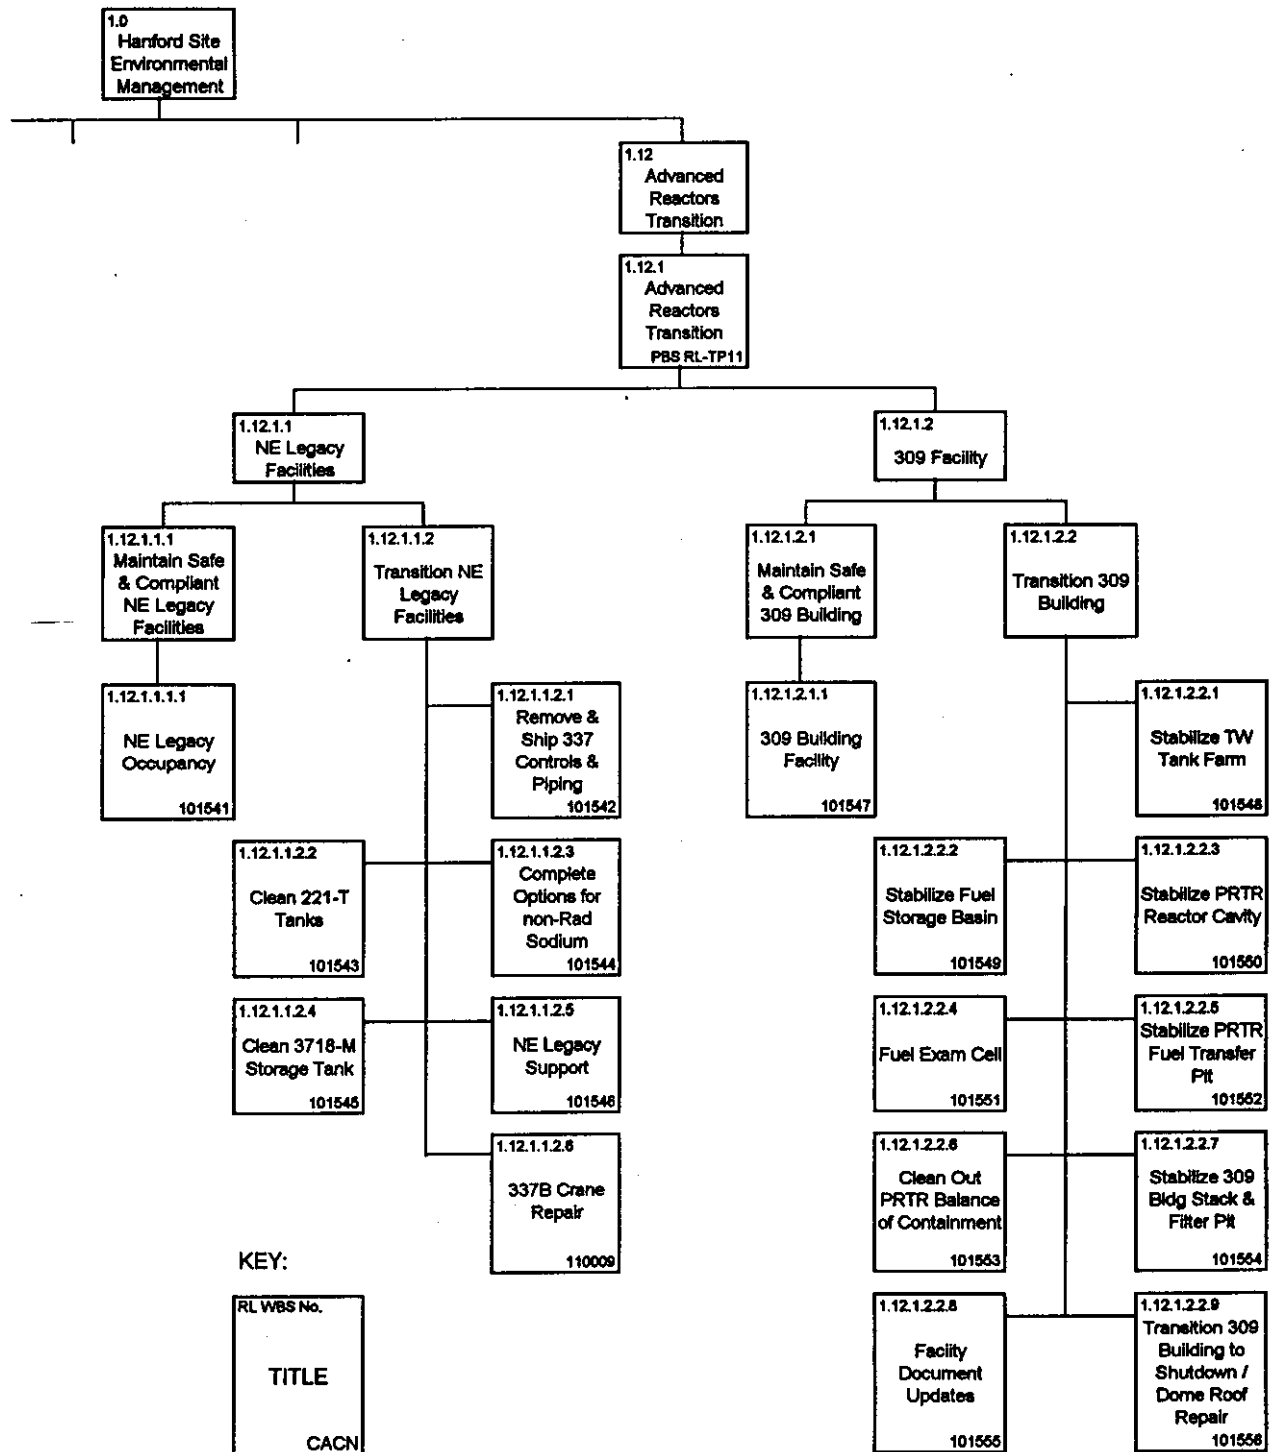 1.0
Hanford Site
Environmental
Management
1.12
Advanced
Reactors
Transition
1.12.1
Advanced
Reactors
Transition
PBS RL-TP11
1.12.1.1
NE Legacy
Facilities
1.12.1.2
309 Facility
1.12.1.1.1
Maintain Safe
& Compliant
NE Legacy
Facilities
1.12.1.1.2
Transition NE
Legacy
Facilities
1.12.1.2.1
Maintain Safe
& Compliant
309 Building
1.12.1.2.2
Transition 309
Building
1.12.1.1.1.1
NE Legacy
Occupancy
101541
1.12.1.1.2.1
Remove &
Ship 337
Controls &
Piping
101542
1.12.1.2.1.1
309 Building
Facility
101547
1.12.1.2.2.1
Stabilize TW
Tank Farm
101548
1.12.1.1.2.2
Clean 221-T
Tanks
101543
1.12.1.1.2.3
Complete
Options for
non-Rad
Sodium
101544
1.12.1.2.2.2
Stabilize Fuel
Storage Basin
101549
1.12.1.2.2.3
Stabilize PRTR
Reactor Cavity
101550
1.12.1.1.2.4
Clean 3718-M
Storage Tank
101545
1.12.1.1.2.5
NE Legacy
Support
101546
1.12.1.2.2.4
Fuel Exam Cell
101551
1.12.1.2.2.5
Stabilize PRTR
Fuel Transfer
Pit
101552
1.12.1.1.2.6
337B Crane
Repair
110009
1.12.1.2.2.6
Clean Out
PRTR Balance
of Containment
101553
1.12.1.2.2.7
Stabilize 309
Bldg Stack &
Filter Pit
101554
KEY:
RL WBS No.
TITLE
CACN
1.12.1.2.2.8
Faciity
Document
Updates
101555
1.12.1.2.2.9
Transition 309
Building to
Shutdown /
Dome Roof
Repair
101556